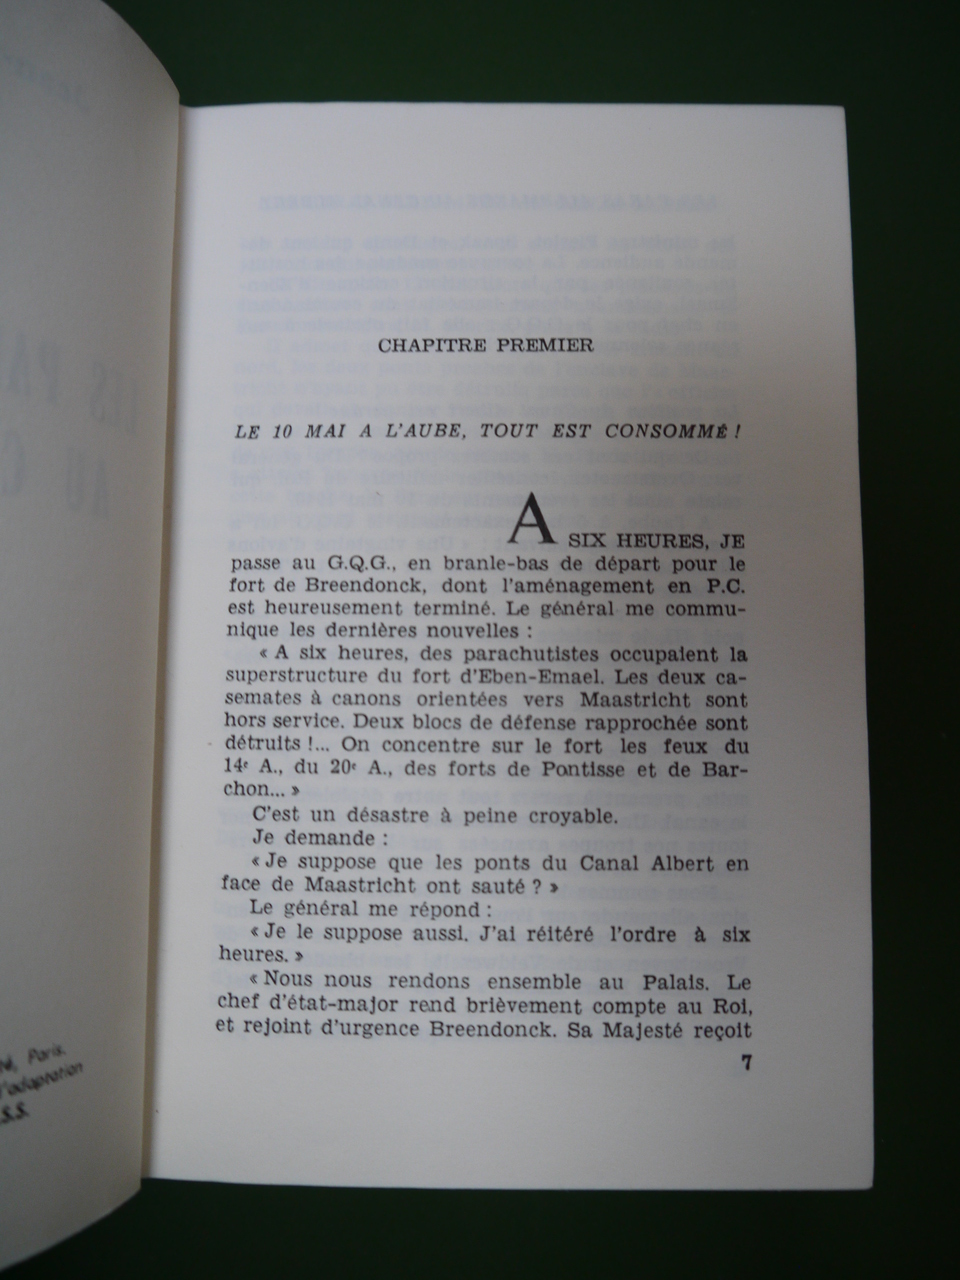 LES PA
AU C
é, Paris.
d'adaptation
.S.S.
CHAPITRE PREMIER
LE 10 MAI A L'AUBE, TOUT EST CONSOMMÉ !
A SIX HEURES, JE
passe au G.Q.G., en branle-bas de départ pour le
fort de Breendonck, dont l'aménagement en P.C.
est heureusement terminé. Le général me commu-
nique les dernières nouvelles :
« A six heures, des parachutistes occupaient la
superstructure du fort d'Eben-Emael. Les deux ca-
semates à canons orientées vers Maastricht sont
hors service. Deux blocs de défense rapprochée sont
détruits !... On concentre sur le fort les feux du
14e A., du 20e A., des forts de Pontisse et de Bar-
chon... »
C'est un désastre à peine croyable.
Je demande :
« Je suppose que les ponts du Canal Albert en
face de Maastricht ont sauté ? »
Le général me répond :
« Je le suppose aussi. J'ai réitéré l'ordre à six
heures. »
« Nous nous rendons ensemble au Palais. Le
chef d'état-major rend brièvement compte au Roi,
et rejoint d'urgence Breendonck. Sa Majesté reçoit
7